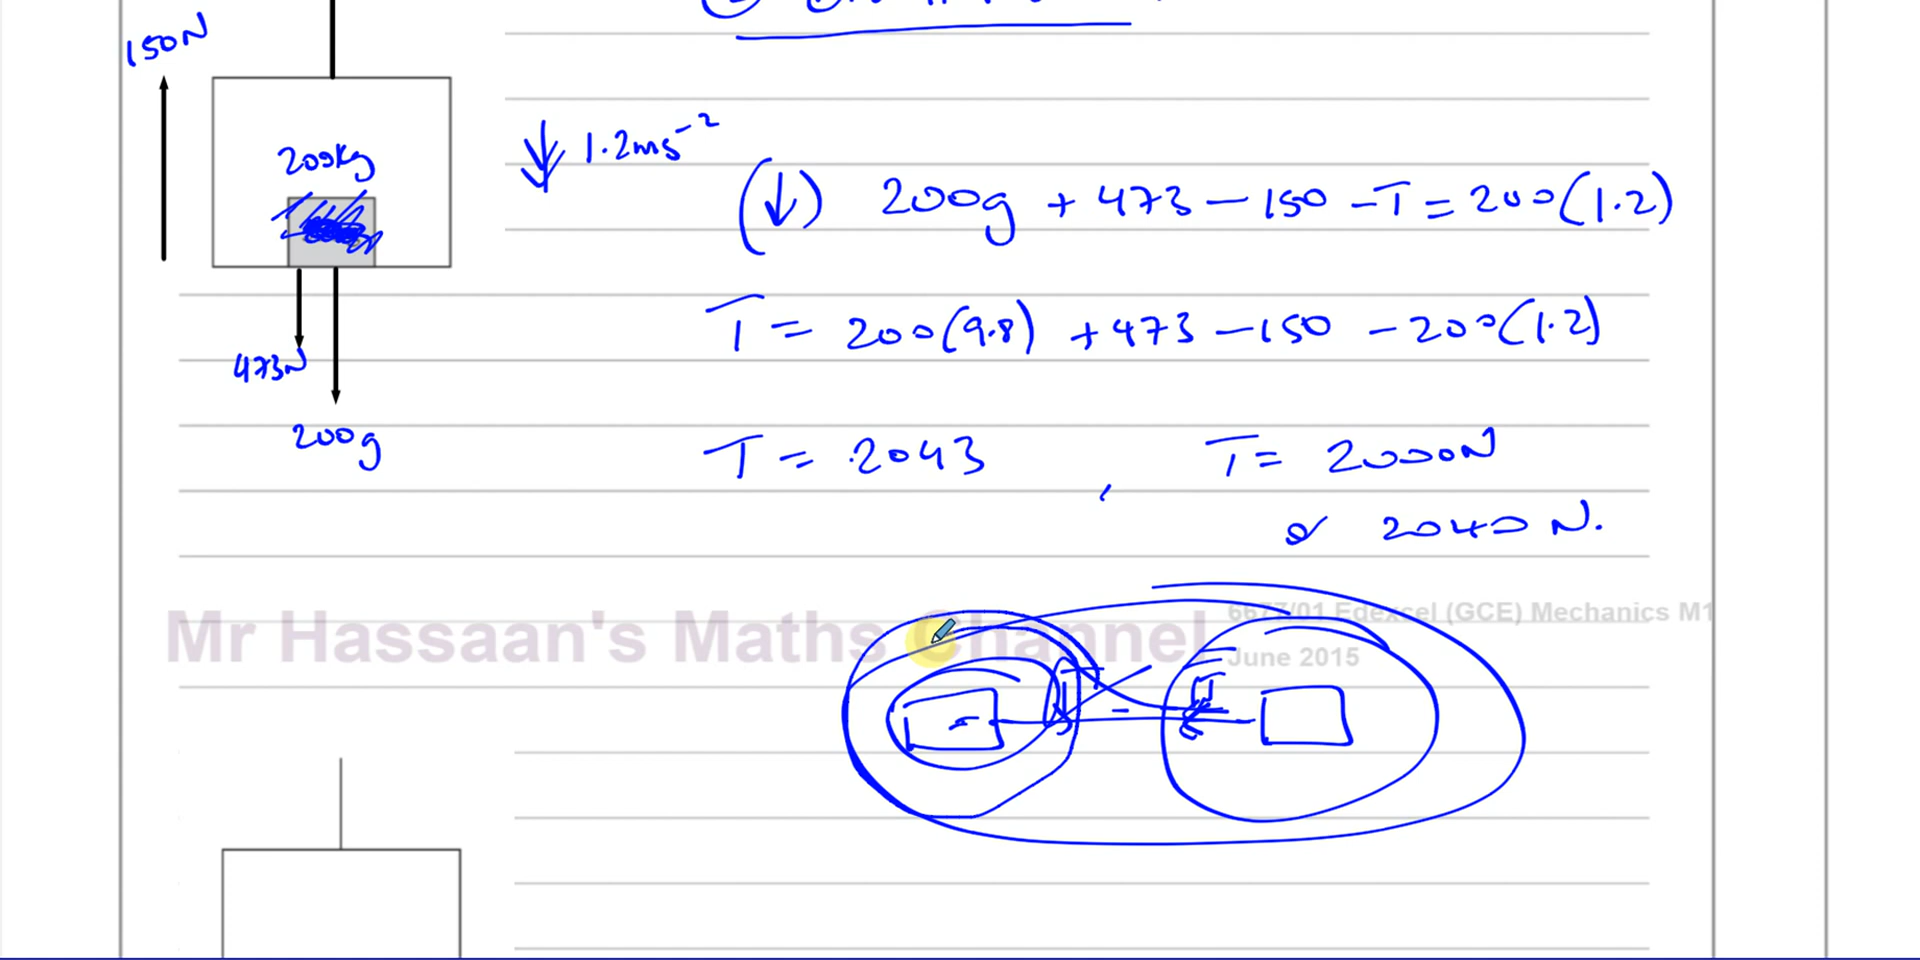 150N
200kg
1.2ms⁻²
(↓) 200g + 473 - 150 - T = 200(1.2)
T = 200(9.8) + 473 - 150 - 200(1.2)
473N
200g
T = 2043 , T = 2000N
or 2040 N.
Mr Hassaan's Maths Channel
6677/01 Edexcel (GCE) Mechanics M1
June 2015